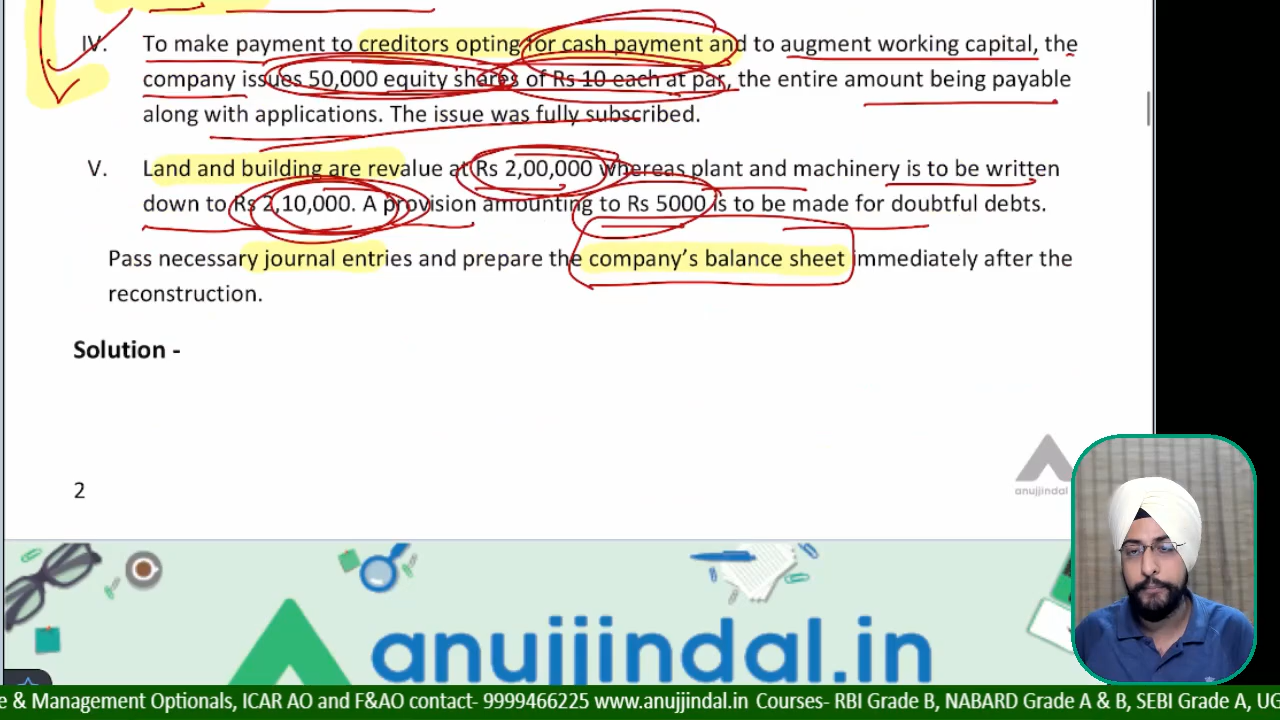 IV. To make payment to creditors opting for cash payment and to augment working capital, the
company issues 50,000 equity shares of Rs 10 each at par, the entire amount being payable
along with applications. The issue was fully subscribed.
V. Land and building are revalue at Rs 2,00,000 whereas plant and machinery is to be written
down to Rs 2,10,000. A provision amounting to Rs 5000 is to be made for doubtful debts.
Pass necessary journal entries and prepare the company's balance sheet immediately after the
reconstruction.
Solution -
anujjindal
2
anujjindal.in
e & Management Optionals, ICAR AO and F&AO contact- 9999466225 www.anujjindal.in Courses- RBI Grade B, NABARD Grade A & B, SEBI Grade A, UG